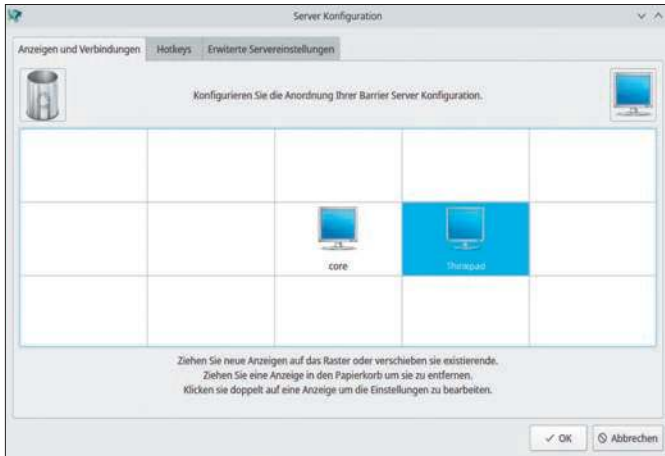 Server Konfiguration
Anzeigen und Verbindungen Hotkeys Erwiterte Servereinstellungen
Konfigurieren Sie die Anordnung Ihrer Barrier Server Konfiguration.
core Thinkpad
Ziehen Sie neue Anzeigen auf das Raster oder verschieben sie existierende.
Ziehen Sie eine Anzeige in den Papierkorb um sie zu entfernen.
Klicken sie doppelt auf eine Anzeige um die Einstellungen zu bearbeiten.
OK Abbrechen